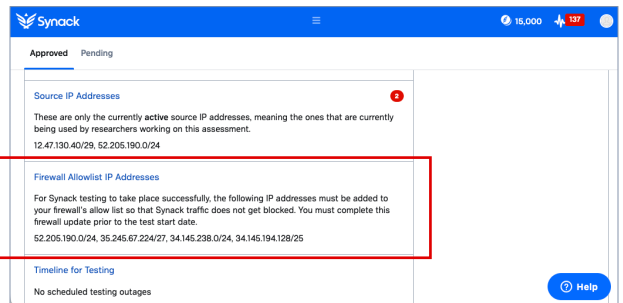 Synack
15,000
137
Approved Pending
Source IP Addresses
2
These are only the currently active source IP addresses, meaning the ones that are currently
being used by researchers working on this assessment.
12.47.130.40/29, 52.205.190.0/24
Firewall Allowlist IP Addresses
For Synack testing to take place successfully, the following IP addresses must be added to
your firewall's allow list so that Synack traffic does not get blocked. You must complete this
firewall update prior to the test start date.
52.205.190.0/24, 35.245.67.224/27, 34.145.238.0/24, 34.145.194.128/25
Timeline for Testing
No scheduled testing outages
Help